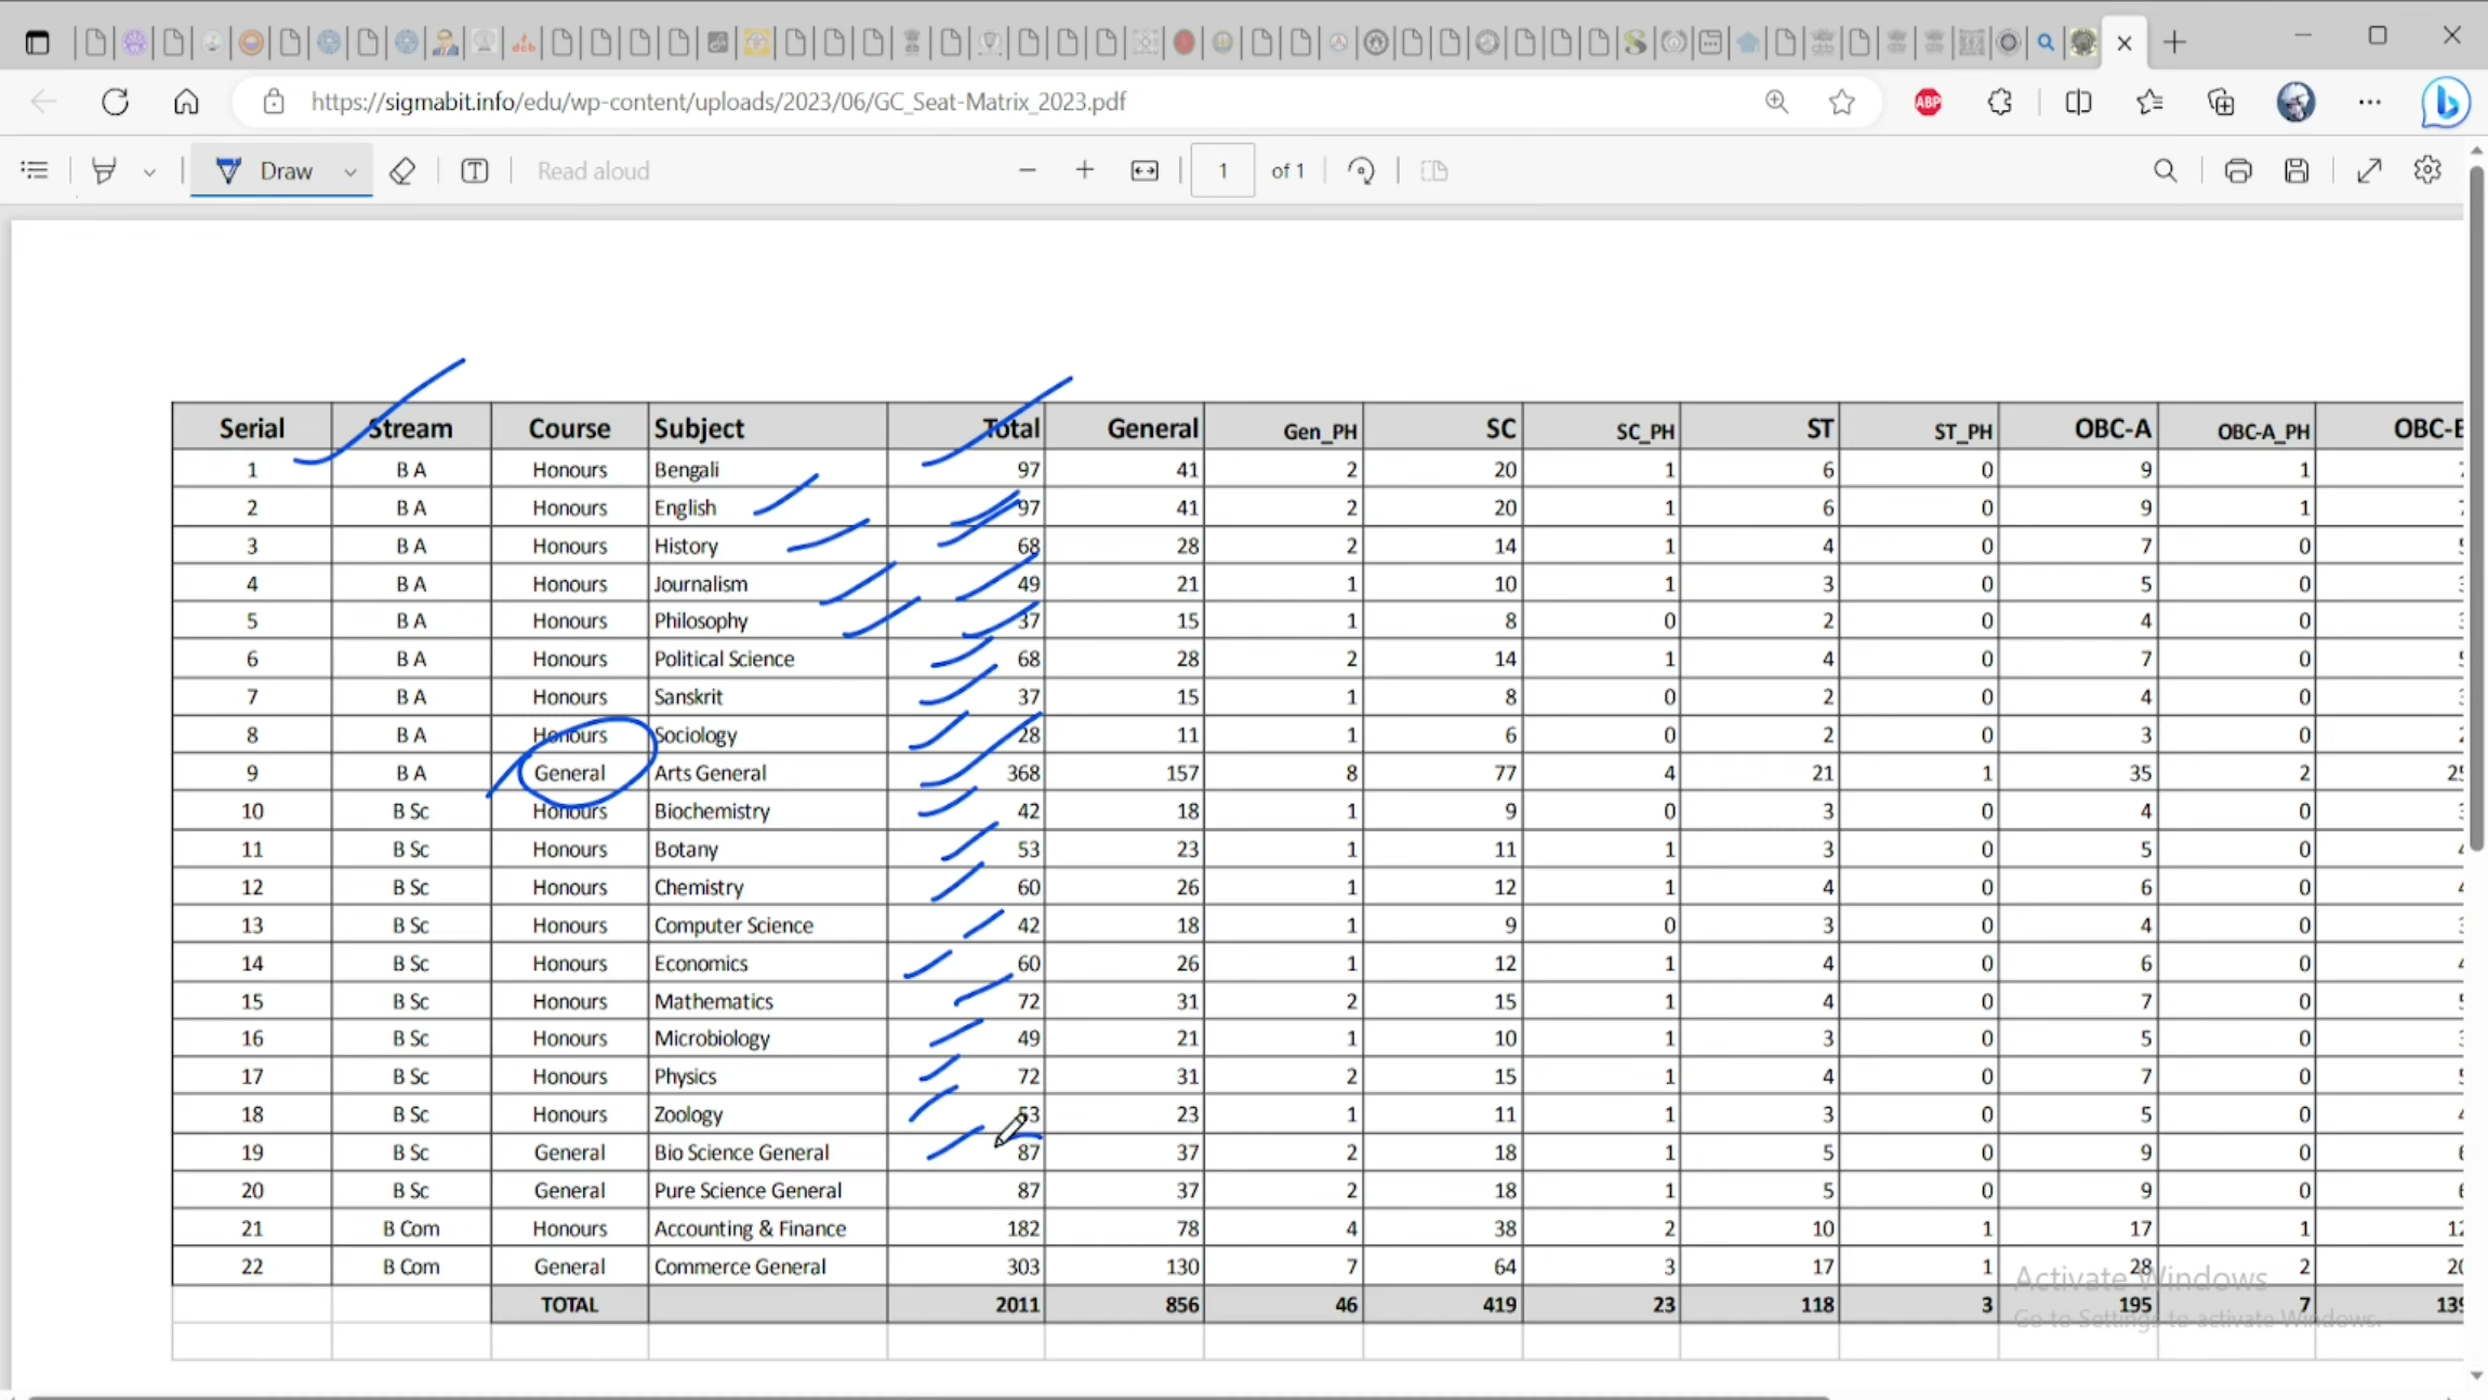 https://sigmabit.info/edu/wp-content/uploads/2023/06/GC_Seat-Matrix_2023.pdf
ABP
Draw
Read aloud
1 of 1
Serial Stream Course Subject Total General Gen_PH SC SC_PH ST ST_PH OBC-A OBC-A_PH
1 B A Honours Bengali 97 41 2 20 1 6 0 9 1
2 B A Honours English 97 41 2 20 1 6 0 9 1
3 B A Honours History 68 28 2 14 1 4 0 7 0
4 B A Honours Journalism 49 21 1 10 1 3 0 5 0
5 B A Honours Philosophy 37 15 1 8 0 2 0 4 0
6 B A Honours Political Science 68 28 2 14 1 4 0 7 0
7 B A Honours Sanskrit 37 15 1 8 0 2 0 4 0
8 B A Honours Sociology 28 11 1 6 0 2 0 3 0
9 B A General Arts General 368 157 8 77 4 21 1 35 2
10 B Sc Honours Biochemistry 42 18 1 9 0 3 0 4 0
11 B Sc Honours Botany 53 23 1 11 1 3 0 5 0
12 B Sc Honours Chemistry 60 26 1 12 1 4 0 6 0
13 B Sc Honours Computer Science 42 18 1 9 0 3 0 4 0
14 B Sc Honours Economics 60 26 1 12 1 4 0 6 0
15 B Sc Honours Mathematics 72 31 2 15 1 4 0 7 0
16 B Sc Honours Microbiology 49 21 1 10 1 3 0 5 0
17 B Sc Honours Physics 72 31 2 15 1 4 0 7 0
18 B Sc Honours Zoology 53 23 1 11 1 3 0 5 0
19 B Sc General Bio Science General 87 37 2 18 1 5 0 9 0
20 B Sc General Pure Science General 87 37 2 18 1 5 0 9 0
21 B Com Honours Accounting & Finance 182 78 4 38 2 10 1 17 1
22 B Com General Commerce General 303 130 7 64 3 17 1 28 2
TOTAL 2011 856 46 419 23 118 3 195 7
Activate Windows
Go to Settings to activate Windows.